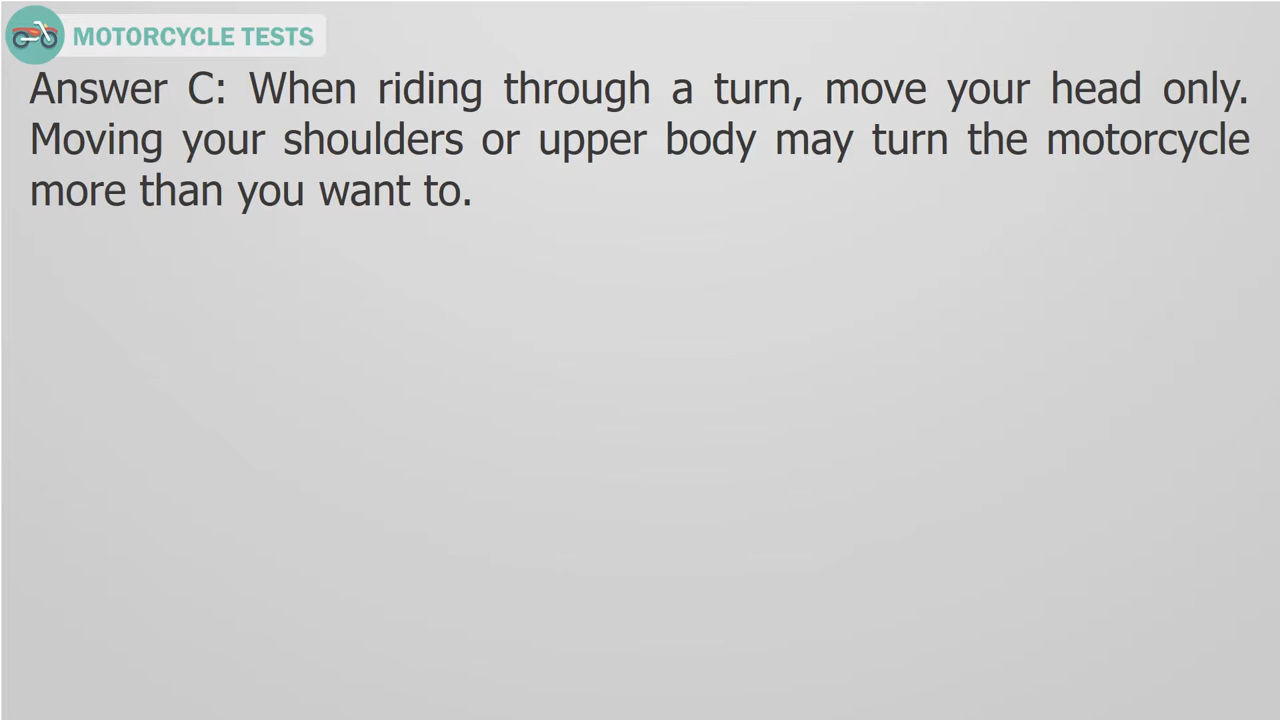 MOTORCYCLE TESTS
Answer C: When riding through a turn, move your head only.
Moving your shoulders or upper body may turn the motorcycle
more than you want to.